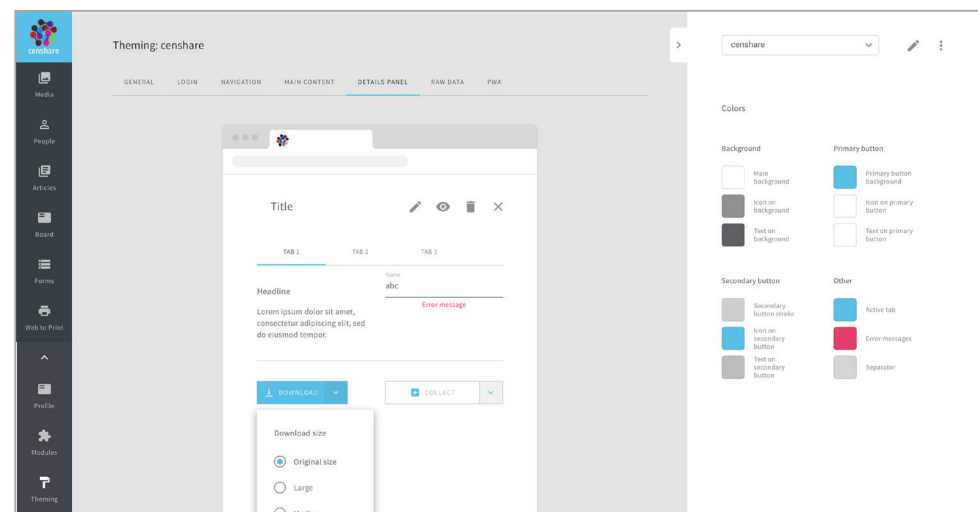 censhare
Media
People
Articles
Board
Forms
Web to Print
Profile
Modules
Theming
Theming: censhare
GENERAL LOGIN NAVIGATION MAIN CONTENT DETAILS PANEL RAW DATA PWA
Title
TAB 1 TAB 2 TAB 3
Headline
Lorem ipsum dolor sit amet,
consectetur adipiscing elit, sed
do eiusmod tempor.
Name
abc
Error message
DOWNLOAD
COLLECT
Download size
Original size
Large
censhare
Colors
Background
Main
background
Icon on
background
Text on
background
Primary button
Primary button
background
Icon on primary
button
Text on primary
button
Secondary button
Secondary
button stroke
Icon on
secondary
button
Text on
secondary
button
Other
Active tab
Error messages
Separator